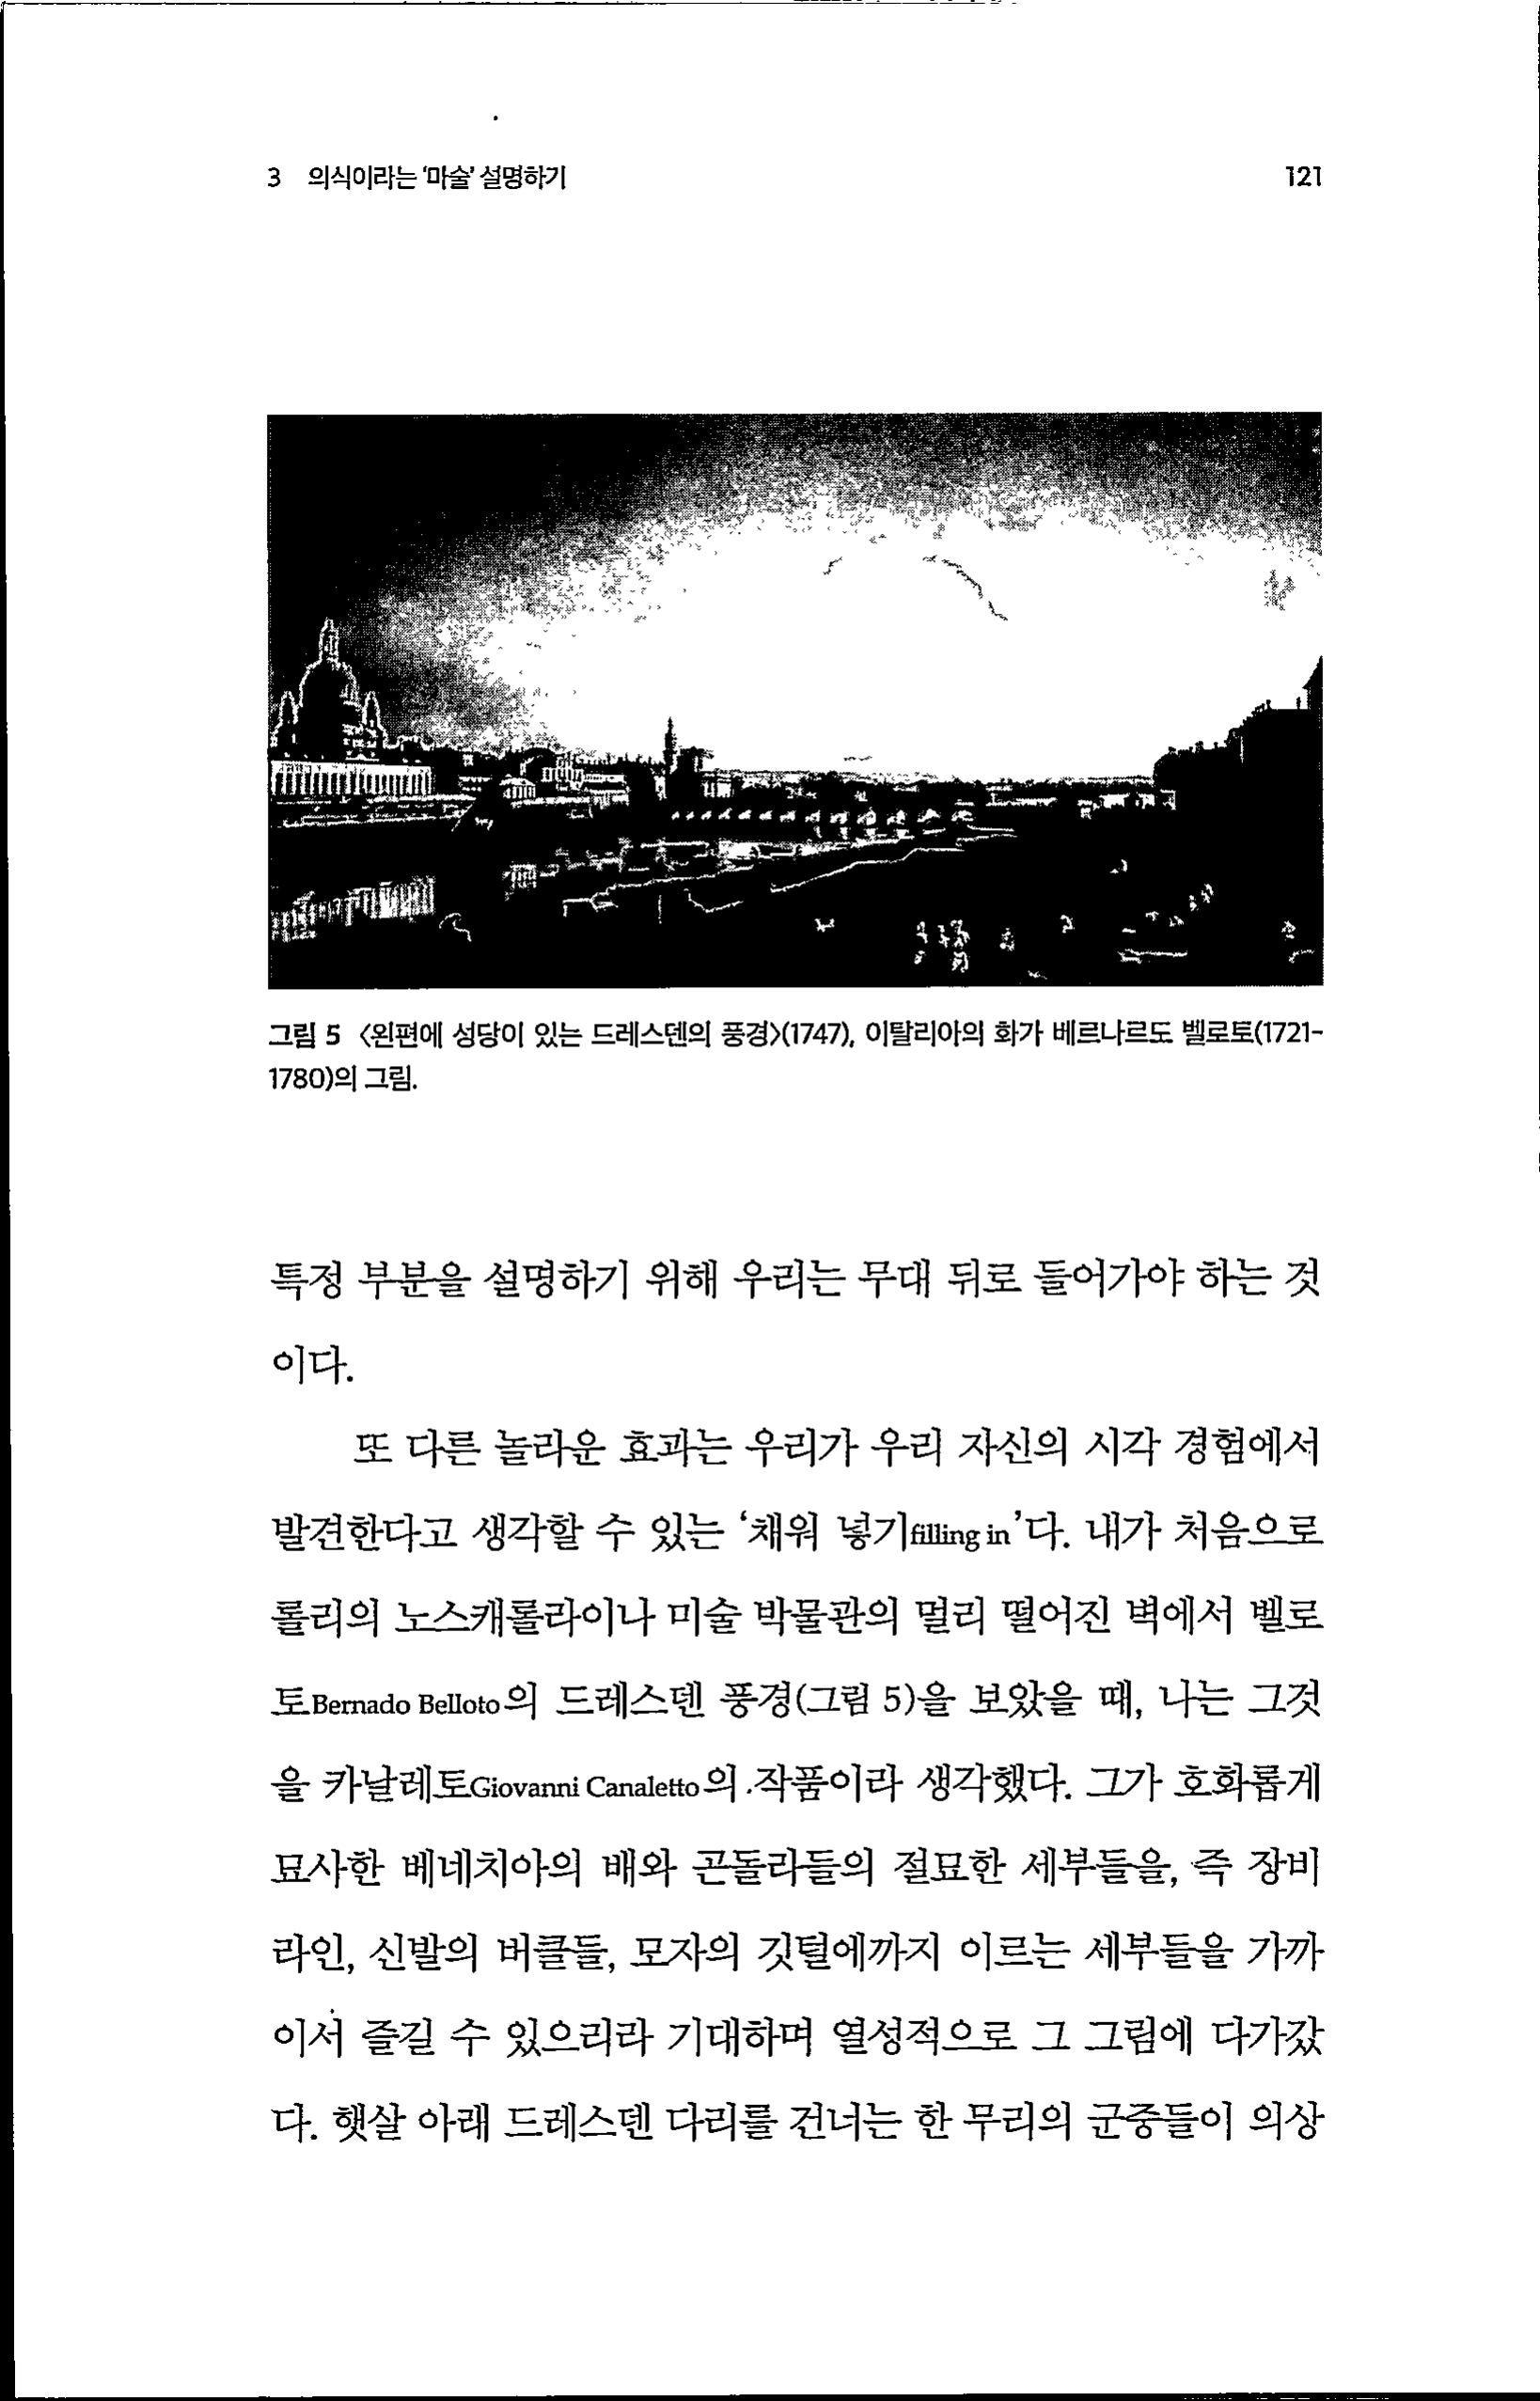 3 의식이라는 ‘마술’ 설명하기 121
그림 5 〈왼편에 성당이 있는 드레스덴의 풍경〉(1747), 이탈리아의 화가 베르나르도 벨로토(1721-
1780)의 그림.
특정 부분을 설명하기 위해 우리는 무대 뒤로 들어가야 하는 것
이다.
또 다른 놀라운 효과는 우리가 우리 자신의 시각 경험에서
발견한다고 생각할 수 있는 ‘채워 넣기filling in’다. 내가 처음으로
롤리의 노스캐롤라이나 미술 박물관의 멀리 떨어진 벽에서 벨로
토Bernado Belloto의 드레스덴 풍경(그림 5)을 보았을 때, 나는 그것
을 카날레토Giovanni Canaletto의 작품이라 생각했다. 그가 호화롭게
묘사한 베네치아의 배와 곤돌라들의 절묘한 세부들을, 즉 장비
라인, 신발의 버클들, 모자의 깃털에까지 이르는 세부들을 가까
이서 즐길 수 있으리라 기대하며 열성적으로 그 그림에 다가갔
다. 햇살 아래 드레스덴 다리를 건너는 한 무리의 군중들이 의상